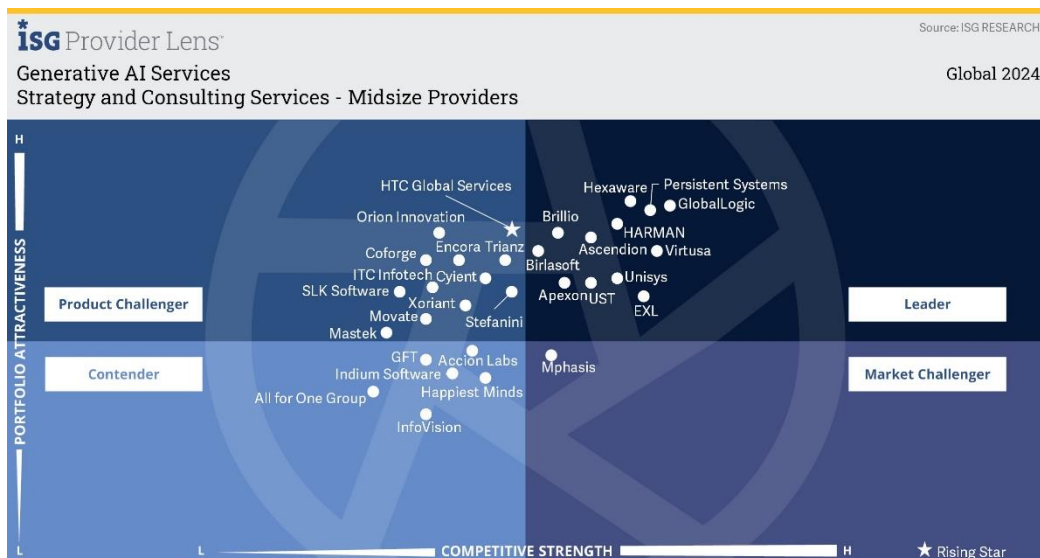 Source: ISG RESEARCH
ISG Provider Lens™
Generative AI Services
Global 2024
Strategy and Consulting Services - Midsize Providers
H
PORTFOLIO ATTRACTIVENESS
L
HTC Global Services
Hexaware
Persistent Systems
GlobalLogic
Orion Innovation
Brillio
HARMAN
Coforge
Encora
Trianz
Birlasoft
Ascendion
Virtusa
ITC Infotech
Cyient
Unisys
SLK Software
Xoriant
Stefanini
Apexon
UST
EXL
Product Challenger
Leader
Movate
Mastek
GFT
Accion Labs
Mphasis
Contender
Indium Software
Happiest Minds
Market Challenger
All for One Group
InfoVision
L
COMPETITIVE STRENGTH
H
★ Rising Star